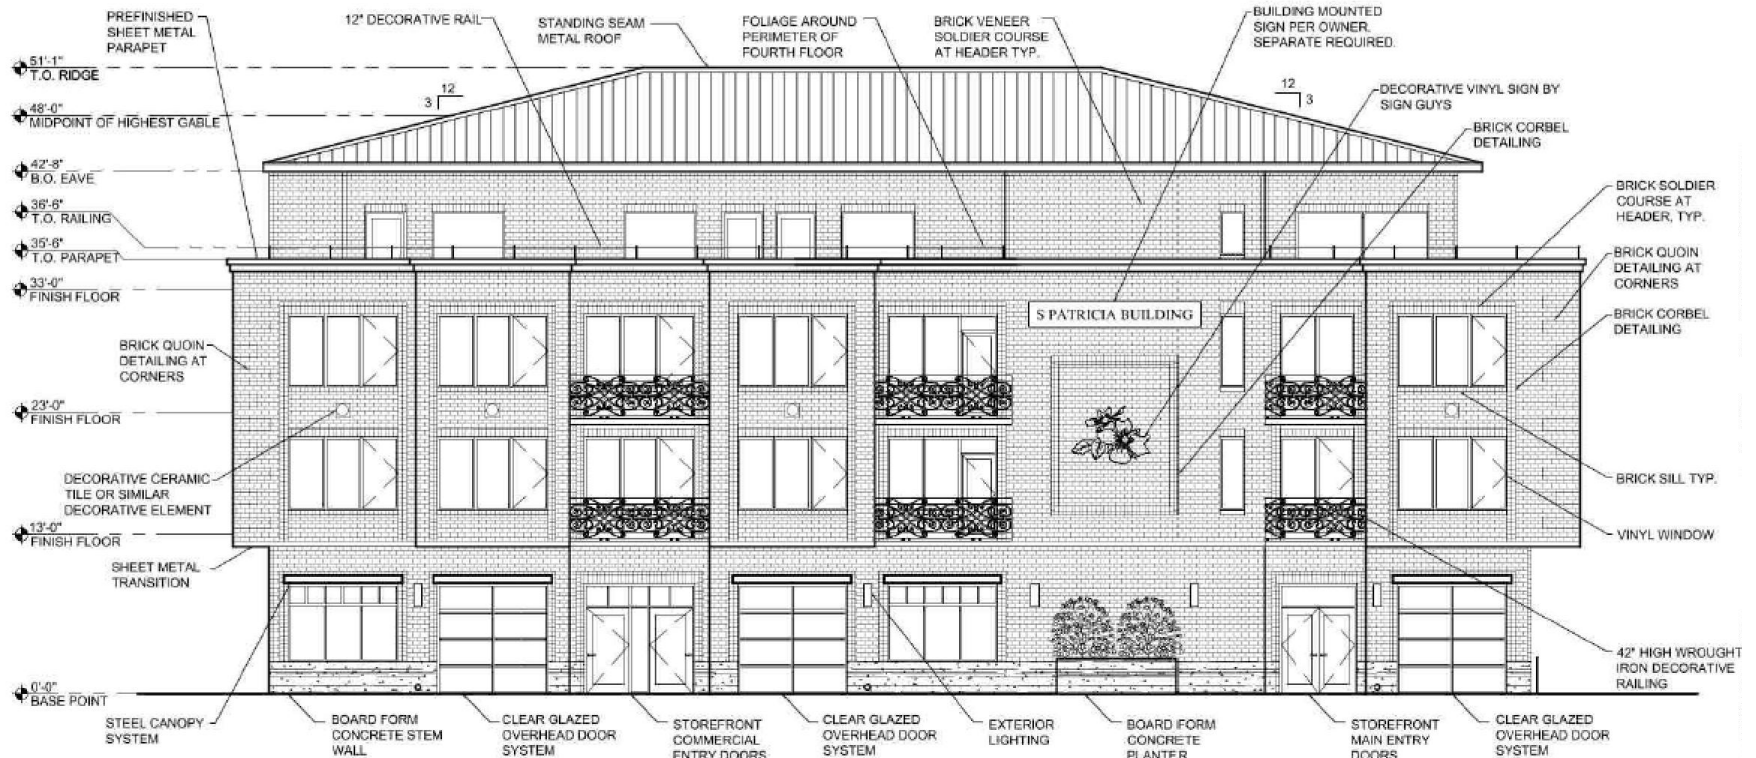 PREFINISHED
SHEET METAL
PARAPET
12" DECORATIVE RAIL
STANDING SEAM
METAL ROOF
FOLIAGE AROUND
PERIMETER OF
FOURTH FLOOR
BRICK VENEER
SOLDIER COURSE
AT HEADER TYP.
BUILDING MOUNTED
SIGN PER OWNER.
SEPARATE REQUIRED.
51'-1"
T.O. RIDGE
12
3
12
3
DECORATIVE VINYL SIGN BY
SIGN GUYS
48'-0"
MIDPOINT OF HIGHEST GABLE
BRICK CORBEL
DETAILING
42'-8"
B.O. EAVE
BRICK SOLDIER
COURSE AT
HEADER, TYP.
36'-6"
T.O. RAILING
35'-6"
T.O. PARAPET
BRICK QUOIN
DETAILING AT
CORNERS
33'-0"
FINISH FLOOR
S PATRICIA BUILDING
BRICK CORBEL
DETAILING
BRICK QUOIN
DETAILING AT
CORNERS
23'-0"
FINISH FLOOR
DECORATIVE CERAMIC
TILE OR SIMILAR
DECORATIVE ELEMENT
BRICK SILL TYP.
13'-0"
FINISH FLOOR
VINYL WINDOW
SHEET METAL
TRANSITION
42" HIGH WROUGHT
IRON DECORATIVE
RAILING
0'-0"
BASE POINT
STEEL CANOPY
SYSTEM
BOARD FORM
CONCRETE STEM
WALL
CLEAR GLAZED
OVERHEAD DOOR
SYSTEM
STOREFRONT
COMMERCIAL
ENTRY DOORS
CLEAR GLAZED
OVERHEAD DOOR
SYSTEM
EXTERIOR
LIGHTING
BOARD FORM
CONCRETE
PLANTER
STOREFRONT
MAIN ENTRY
DOORS
CLEAR GLAZED
OVERHEAD DOOR
SYSTEM